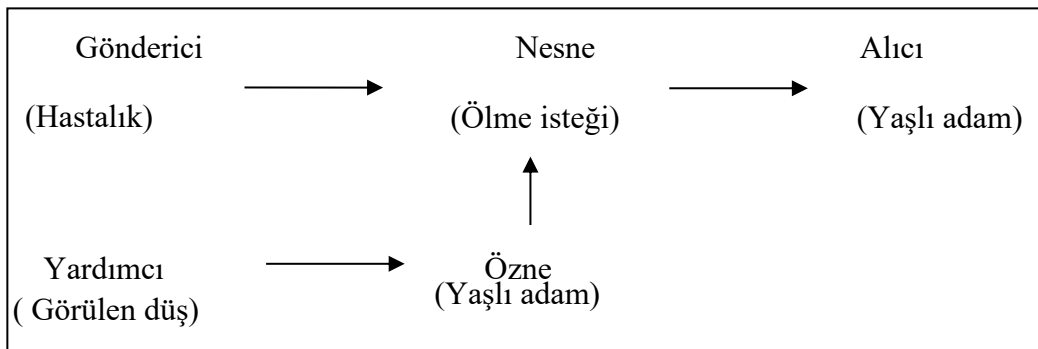 Gönderici Nesne Alıcı
(Hastalık) (Ölme isteği) (Yaşlı adam)
Yardımcı Özne
( Görülen düş) (Yaşlı adam)